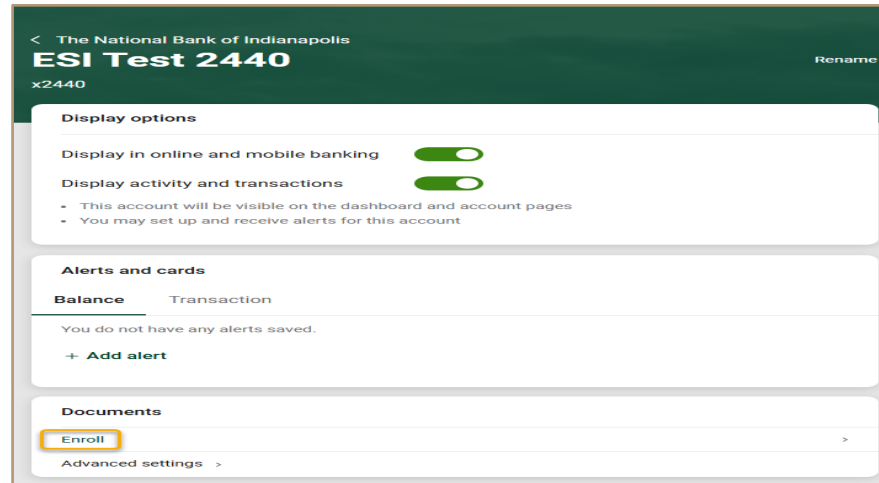 < The National Bank of Indianapolis
ESI Test 2440
Rename
x2440
Display options
Display in online and mobile banking
Display activity and transactions
• This account will be visible on the dashboard and account pages
• You may set up and receive alerts for this account
Alerts and cards
Balance Transaction
You do not have any alerts saved.
+ Add alert
Documents
Enroll >
Advanced settings >